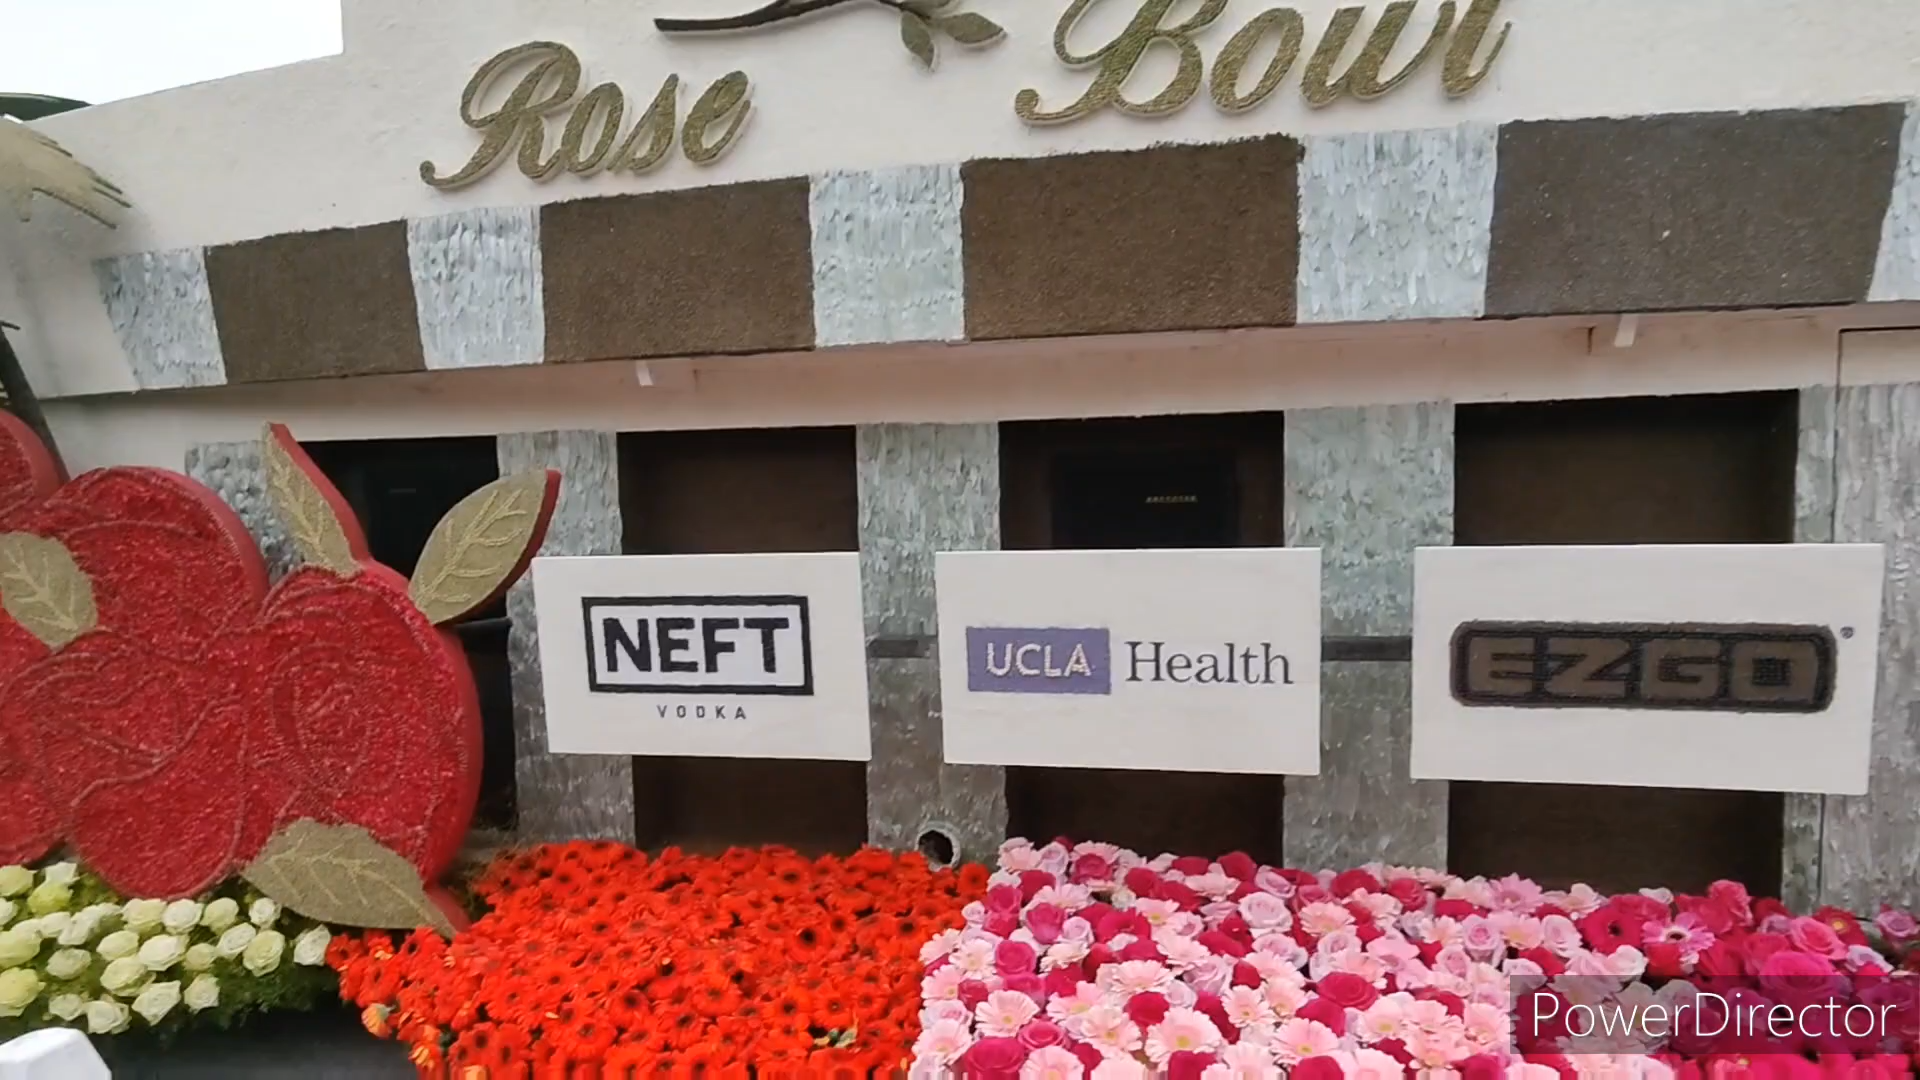 Rose Bowl
NEFT
VODKA
UCLA Health
EZGO®
PowerDirector